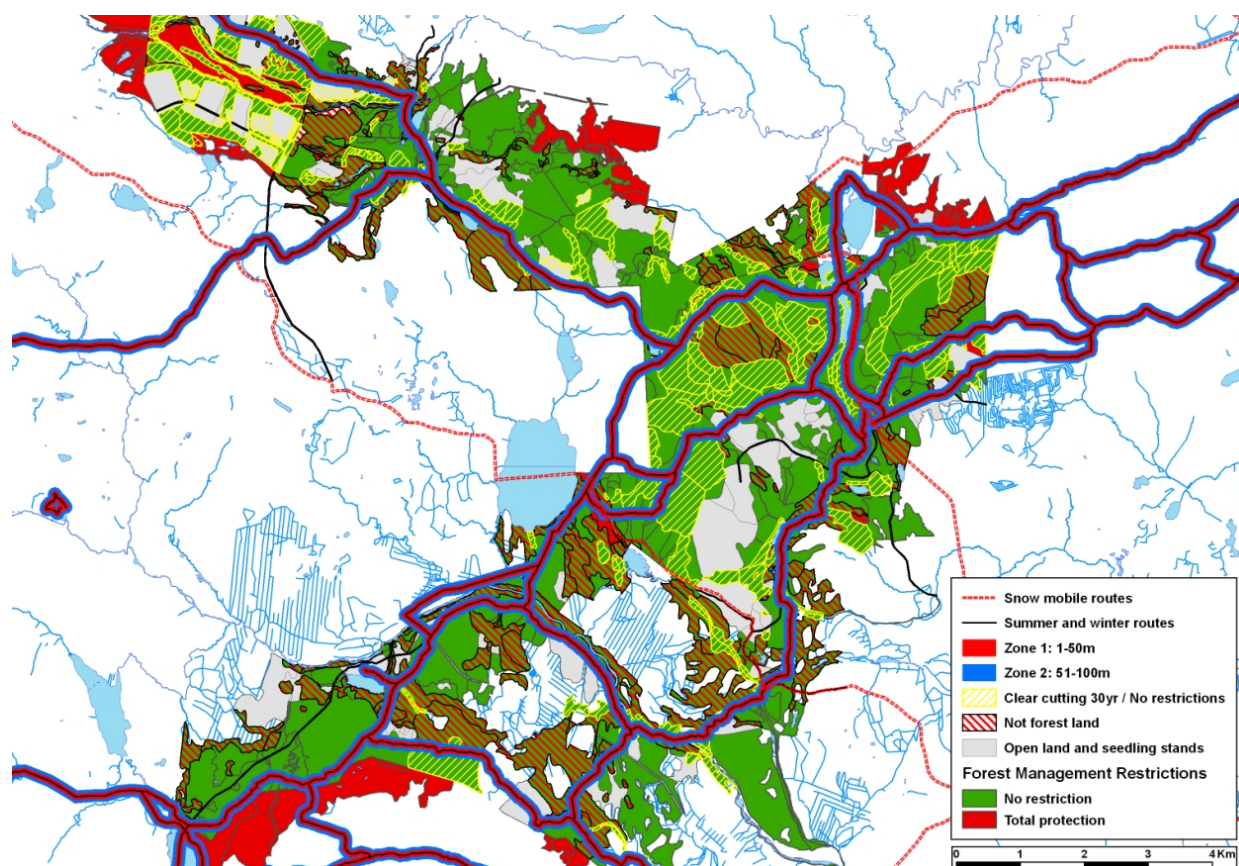 Snow mobile routes
Summer and winter routes
Zone 1: 1-50m
Zone 2: 51-100m
Clear cutting 30yr / No restrictions
Not forest land
Open land and seedling stands
Forest Management Restrictions
No restriction
Total protection
0 1 2 3 4 Km